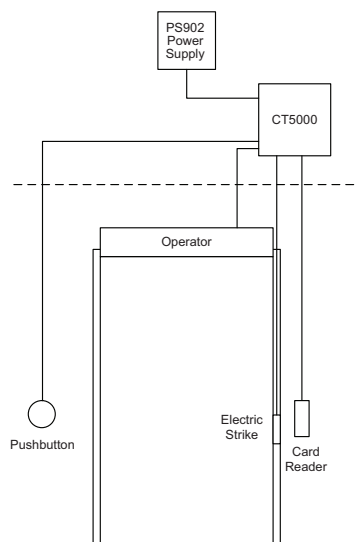 PS902
Power
Supply
CT5000
Operator
Electric
Strike
Pushbutton
Card
Reader